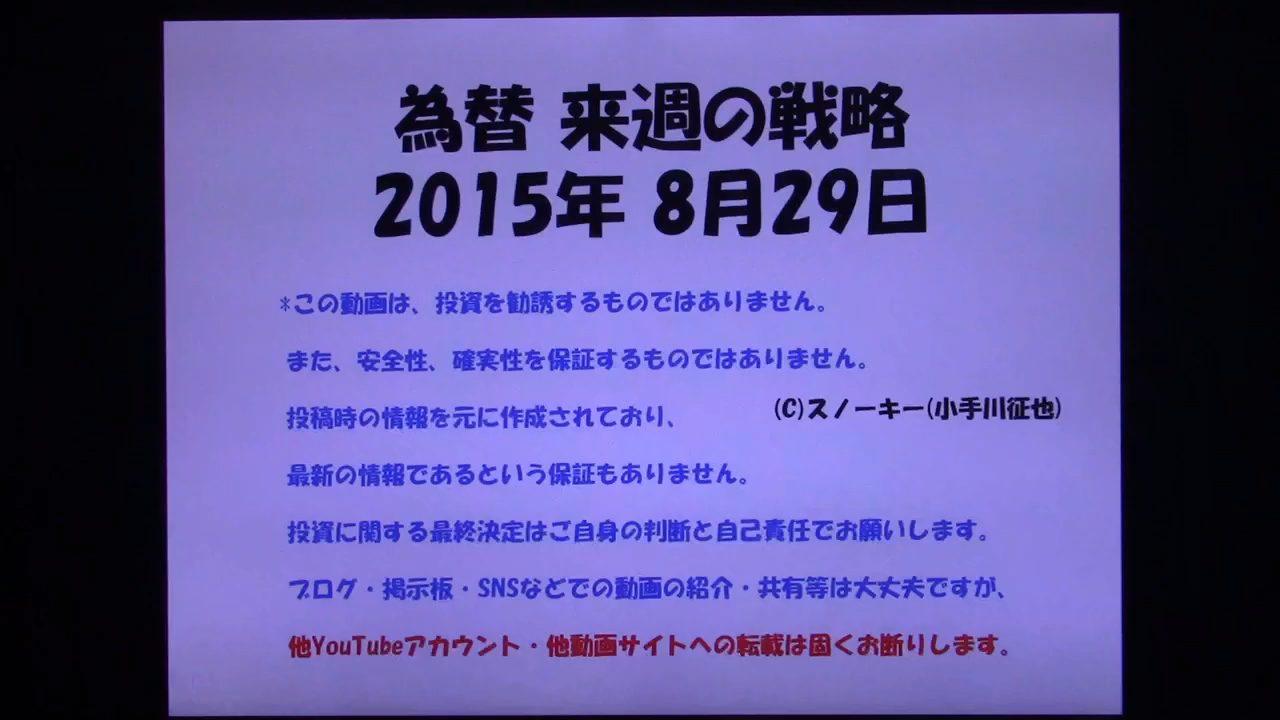 為替 来週の戦略
2015年 8月29日
*この動画は、投資を勧誘するものではありません。
また、安全性、確実性を保証するものではありません。
投稿時の情報を元に作成されており、
(C)スノーキー(小手川征也)
最新の情報であるという保証もありません。
投資に関する最終決定はご自身の判断と自己責任でお願いします。
ブログ・掲示板・SNSなどでの動画の紹介・共有等は大丈夫ですが、
他YouTubeアカウント・他動画サイトへの転載は固くお断りします。